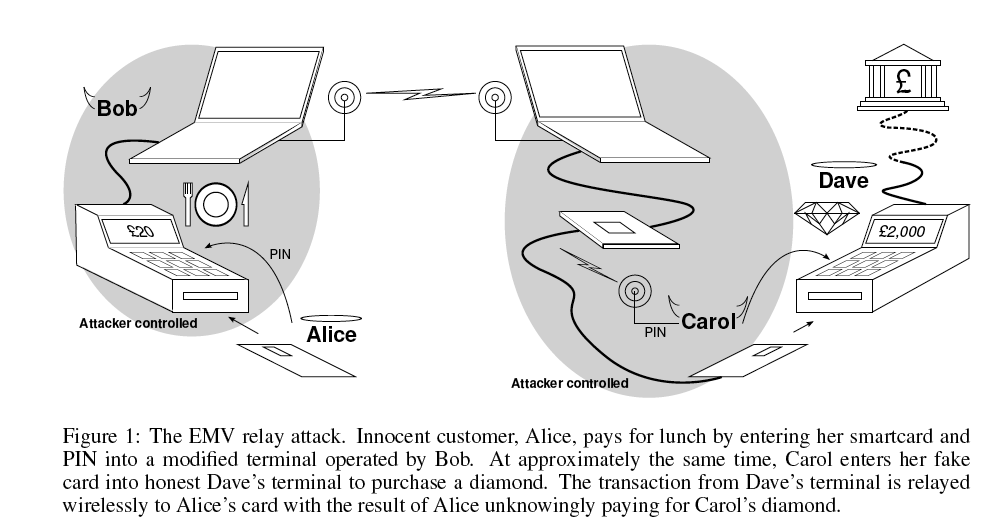 Bob
£
Dave
£20
£2,000
PIN
Attacker controlled
Alice
Carol
PIN
Attacker controlled
Figure 1: The EMV relay attack. Innocent customer, Alice, pays for lunch by entering her smartcard and
PIN into a modified terminal operated by Bob. At approximately the same time, Carol enters her fake
card into honest Dave's terminal to purchase a diamond. The transaction from Dave's terminal is relayed
wirelessly to Alice's card with the result of Alice unknowingly paying for Carol's diamond.